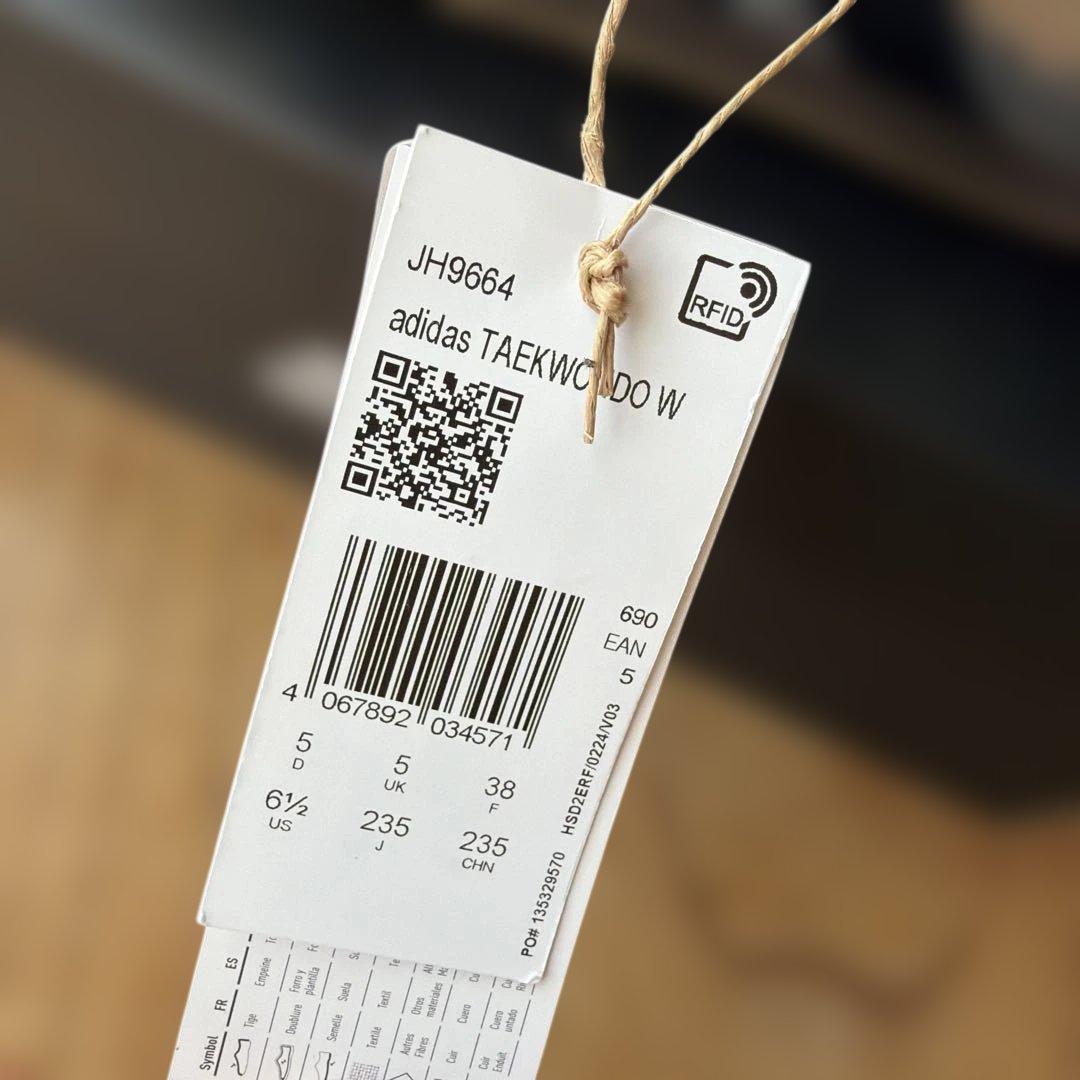 JH9664
RFID
adidas TAEKWONDO W
690
EAN
5
4 067892 034571
5 5 38
D UK F
6½ 235 235
US J CHN
PO# 135329570 HSD2ERF/0224/V03
Symbol FR ES
Tige Empeine
Doublure Forro y plantilla
Semelle Suela
Textile Textil
Autres Fibres Otros materiales
Cuir Cuero
Cuir Enduit Cuero untado